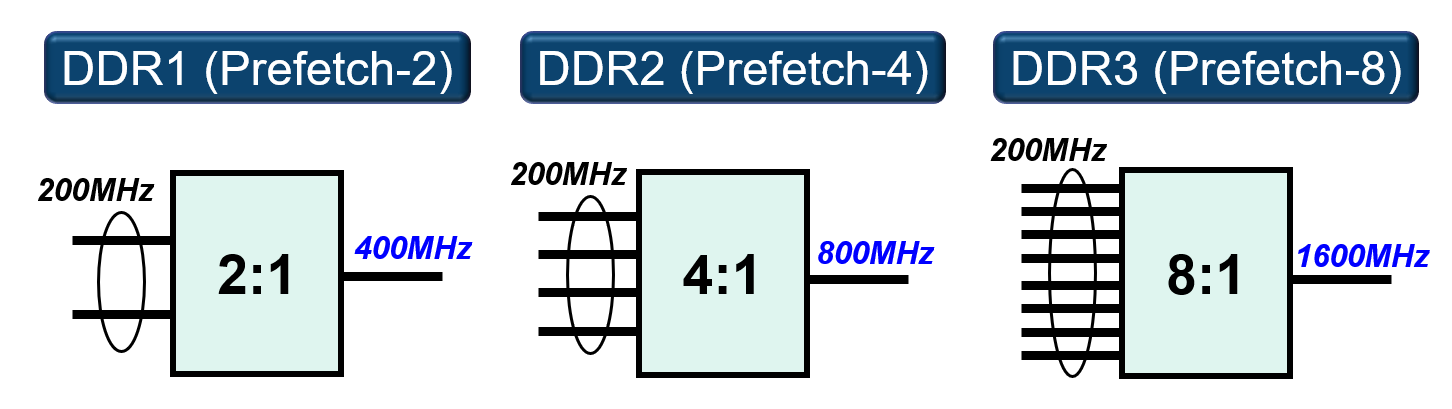 DDR1 (Prefetch-2)
DDR2 (Prefetch-4)
DDR3 (Prefetch-8)
200MHz
2:1
400MHz
200MHz
4:1
800MHz
200MHz
8:1
1600MHz